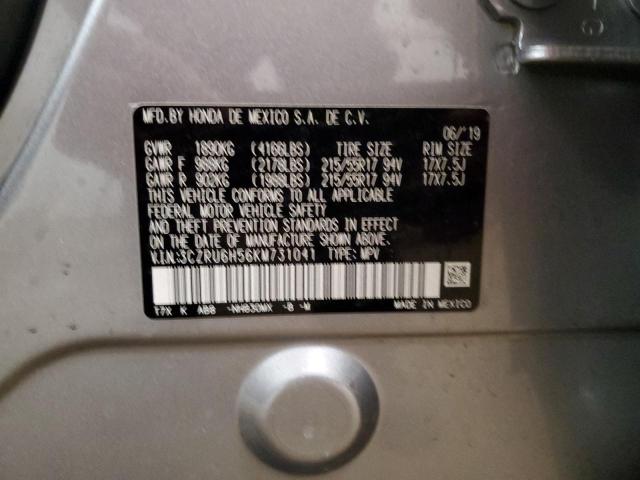 MFD.BY HONDA DE MEXICO S.A. DE C.V.
06/'19
GVWR 1890KG (4166LBS) TIRE SIZE RIM SIZE
GAWR F 988KG (2178LBS) 215/55R17 94V 17X7.5J
GAWR R 902KG (1988LBS) 215/55R17 94V 17X7.5J
THIS VEHICLE CONFORMS TO ALL APPLICABLE
FEDERAL MOTOR VEHICLE SAFETY
AND THEFT PREVENTION STANDARDS IN EFFECT
ON THE DATE OF MANUFACTURE SHOWN ABOVE.
V.I.N:3CZRU6H56KM731041 TYPE: MPV
T7X K AB0 -NH830MX -B -M MADE IN MEXICO
G